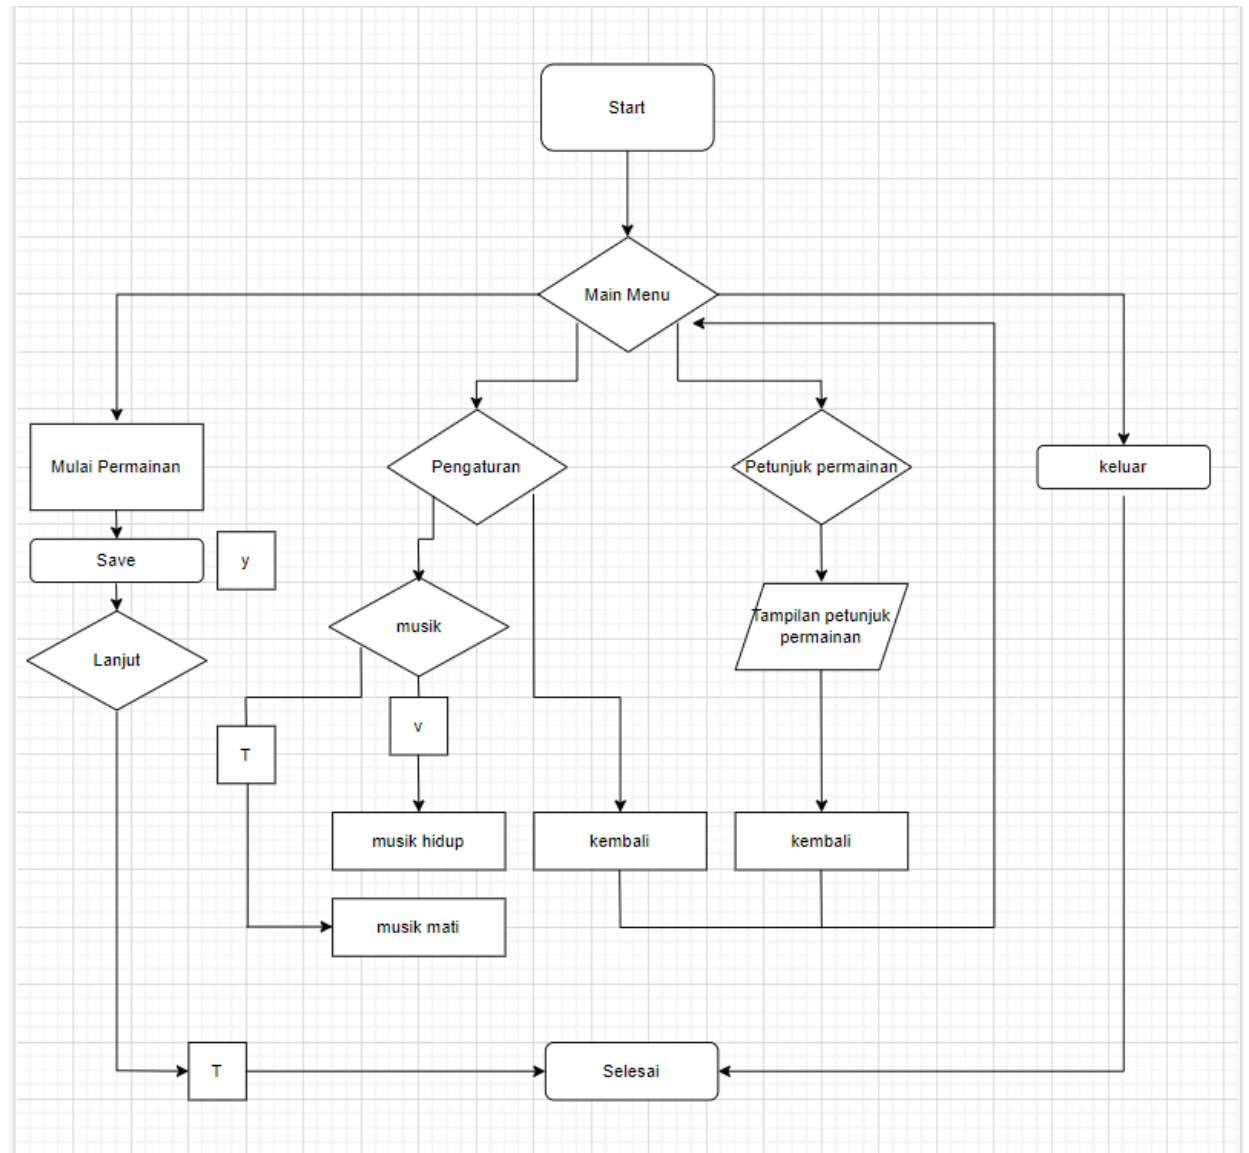 Start
Main Menu
Mulai Permainan
Pengaturan
Petunjuk permainan
keluar
Save
y
Lanjut
musik
Tampilan petunjuk
permainan
T
v
musik hidup
kembali
kembali
musik mati
T
Selesai